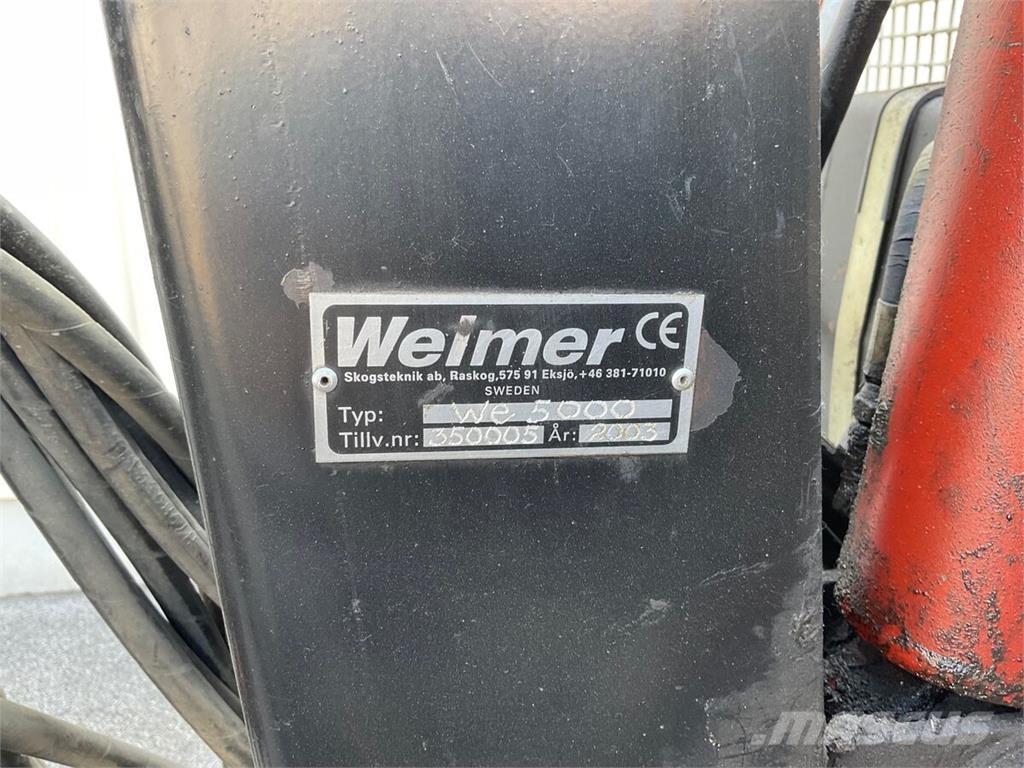 Weimer CE
Skogsteknik ab, Raskog,575 91 Eksjö,+46 381-71010
SWEDEN
Typ: We 5000
Tillv.nr: 350005 År: 2003
MASCUS